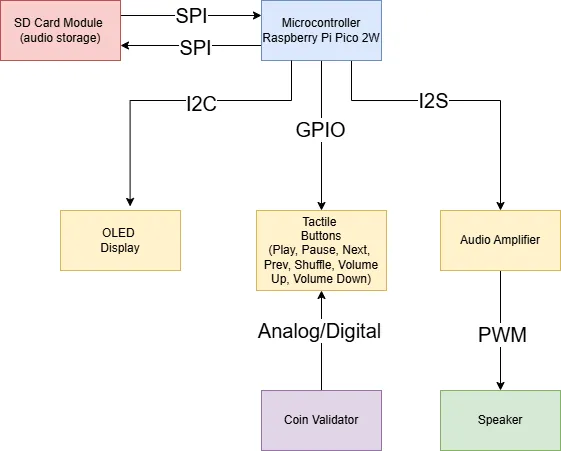 SD Card Module
(audio storage)
SPI
SPI
Microcontroller
Raspberry Pi Pico 2W
I2C
GPIO
I2S
OLED
Display
Tactile
Buttons
(Play, Pause, Next,
Prev, Shuffle, Volume
Up, Volume Down)
Audio Amplifier
Analog/Digital
PWM
Coin Validator
Speaker